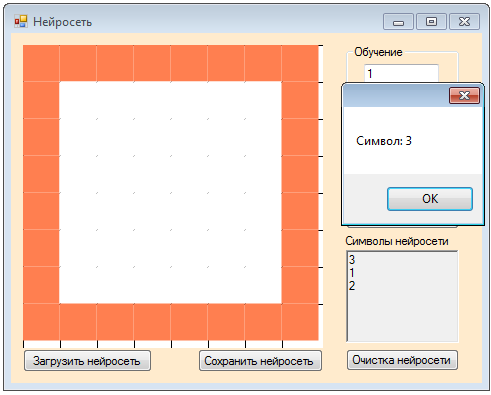 Нейросеть
Обучение
1
Символ: 3
OK
Символы нейросети
3
1
2
Загрузить нейросеть
Сохранить нейросеть
Очистка нейросети